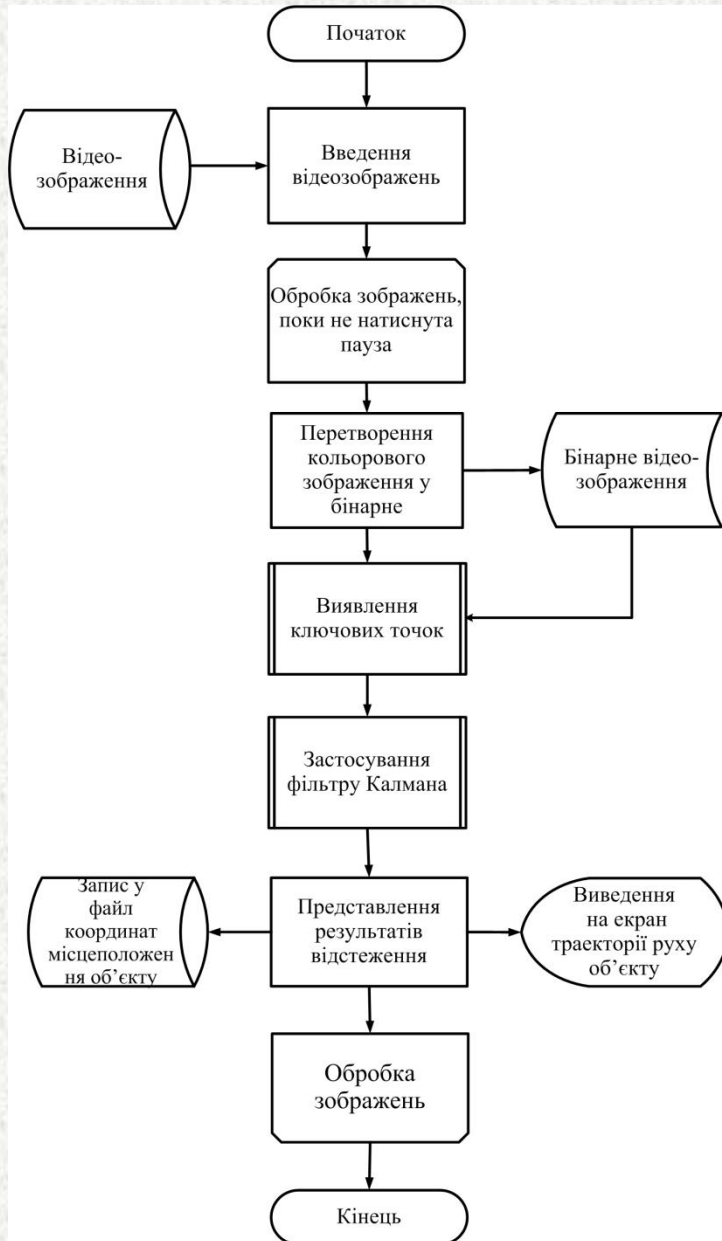 Початок
Відео-
зображення
Введення
відеозображень
Обробка зображень,
поки не натиснута
пауза
Перетворення
кольорового
зображення у
бінарне
Бінарне відео-
зображення
Виявлення
ключових точок
Застосування
фільтру Калмана
Запис у
файл
координат
місцеположен
ня об’єкту
Представлення
результатів
відстеження
Виведення
на екран
траекторії руху
об’єкту
Обробка
зображень
Кінець